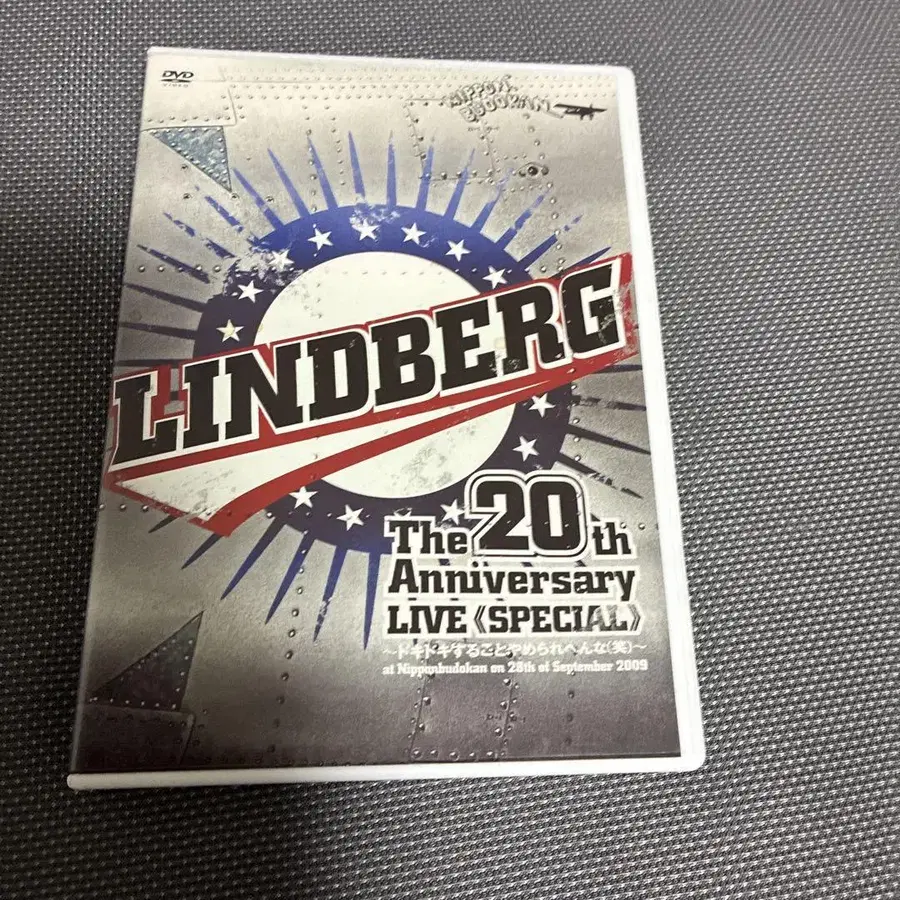 DVD
VIDEO
NIPPON
BUDOKAN
LINDBERG
The 20th
Anniversary
LIVE《SPECIAL》
～ドキドキすることやめられへんな(笑)～
at Nipponbudokan on 28th of September 2009